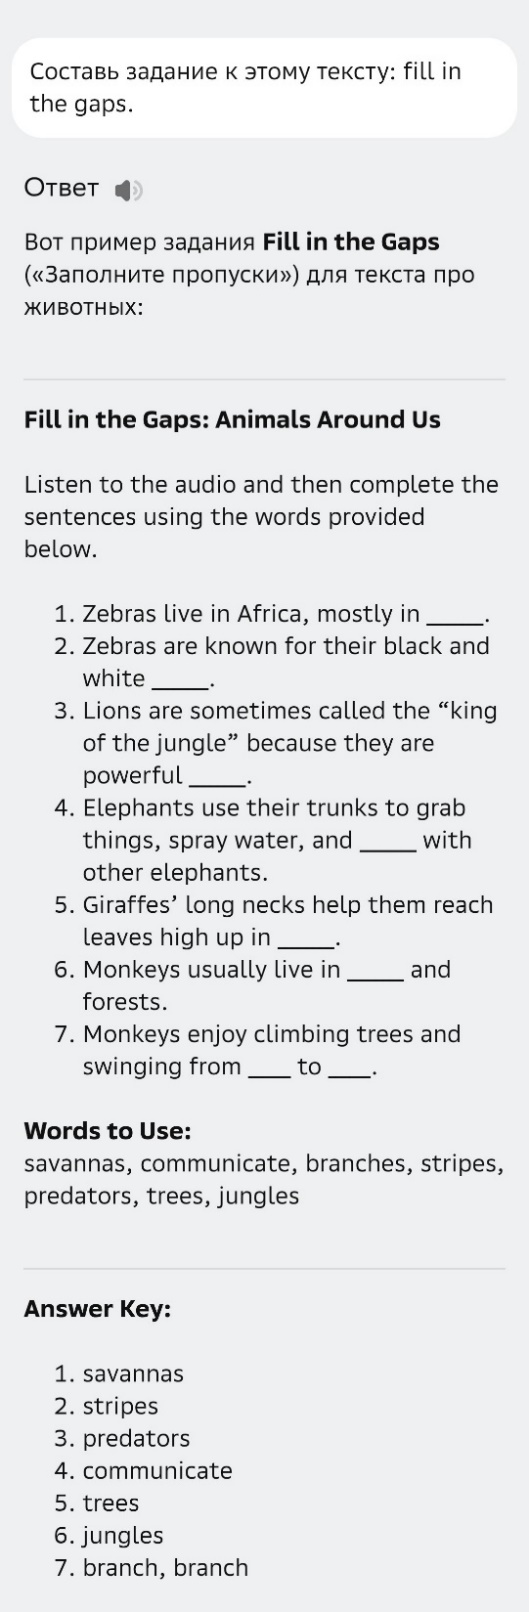 Составь задание к этому тексту: fill in
the gaps.
Ответ
Вот пример задания Fill in the Gaps
(«Заполните пропуски») для текста про
животных:
Fill in the Gaps: Animals Around Us
Listen to the audio and then complete the
sentences using the words provided
below.
1. Zebras live in Africa, mostly in _____.
2. Zebras are known for their black and
white _____.
3. Lions are sometimes called the “king
of the jungle” because they are
powerful _____.
4. Elephants use their trunks to grab
things, spray water, and _____ with
other elephants.
5. Giraffes’ long necks help them reach
leaves high up in _____.
6. Monkeys usually live in _____ and
forests.
7. Monkeys enjoy climbing trees and
swinging from ____ to ____.
Words to Use:
savannas, communicate, branches, stripes,
predators, trees, jungles
Answer Key:
1. savannas
2. stripes
3. predators
4. communicate
5. trees
6. jungles
7. branch, branch